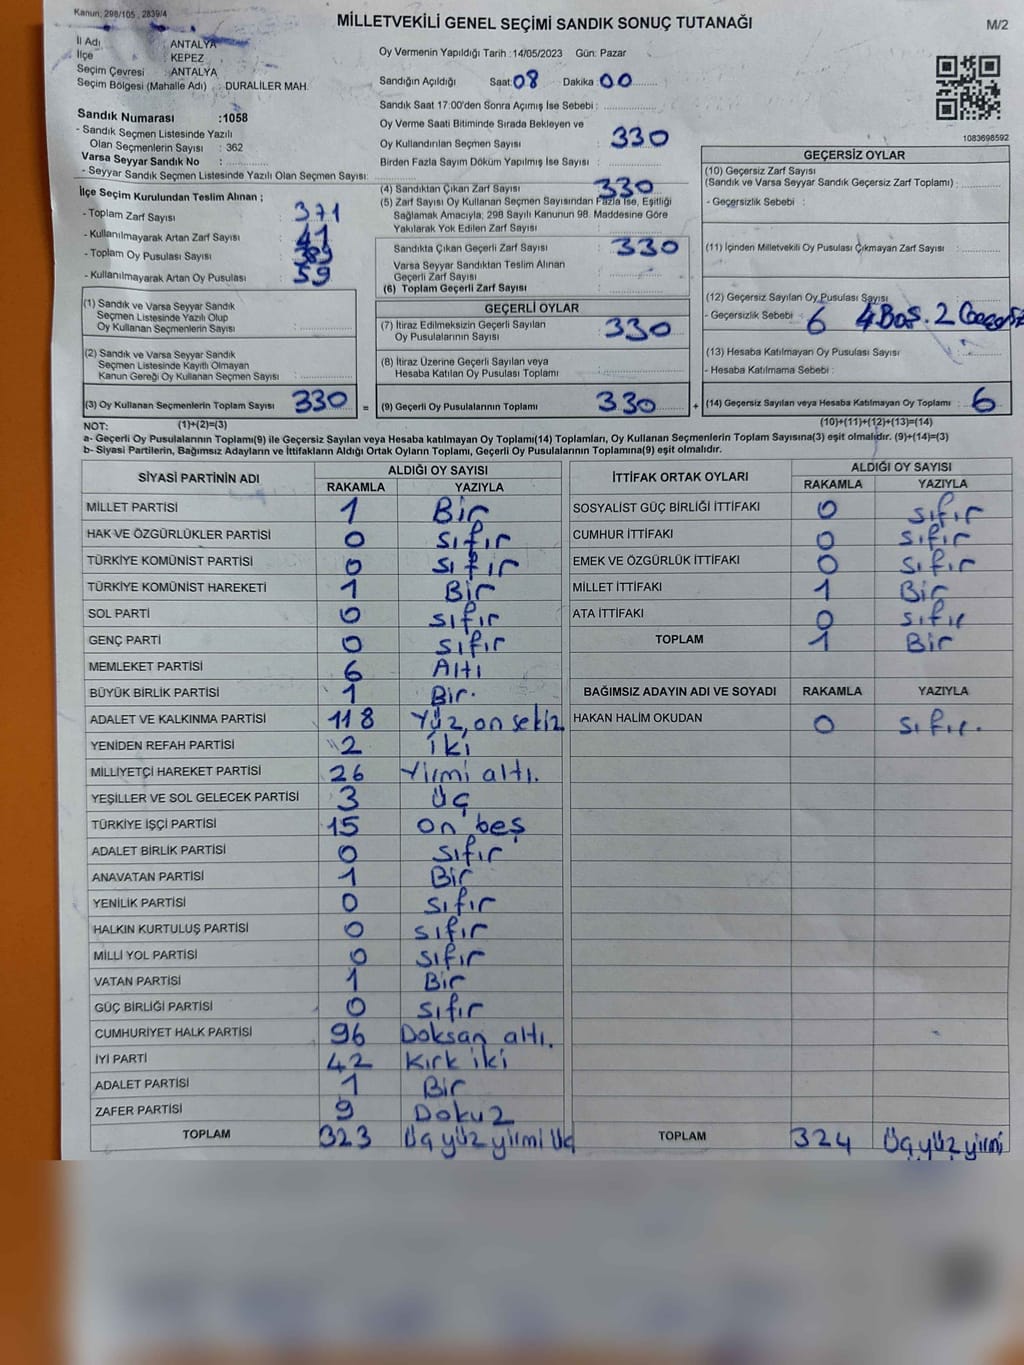 Kanun; 298/105 , 2839/4
MİLLETVEKİLİ GENEL SEÇİMİ SANDIK SONUÇ TUTANAĞI
M/2
İl Adı : ANTALYA
İlçe : KEPEZ
Seçim Çevresi : ANTALYA
Seçim Bölgesi (Mahalle Adı) : DURALİLER MAH.
Sandık Numarası :1058
- Sandık Seçmen Listesinde Yazılı
Olan Seçmenlerin Sayısı : 362
Varsa Seyyar Sandık No :
- Seyyar Sandık Seçmen Listesinde Yazılı Olan Seçmen Sayısı:
Oy Vermenin Yapıldığı Tarih :14/05/2023 Gün: Pazar
Sandığın Açıldığı Saat:08 Dakika 00
Sandık Saat 17:00'den Sonra Açımış İse Sebebi :
Oy Verme Saati Bitiminde Sırada Bekleyen ve
Oy Kullandırılan Seçmen Sayısı : 330
Birden Fazla Sayım Döküm Yapılmış İse Sayısı :
1083698592
İlçe Seçim Kurulundan Teslim Alınan ;
- Toplam Zarf Sayısı : 371
- Kullanılmayarak Artan Zarf Sayısı : 41
- Toplam Oy Pusulası Sayısı : 389
- Kullanılmayarak Artan Oy Pusulası : 59
(4) Sandıktan Çıkan Zarf Sayısı : 330
(5) Zarf Sayısı Oy Kullanan Seçmen Sayısından Fazla İse, Eşitliği
Sağlamak Amacıyla; 298 Sayılı Kanunun 98. Maddesine Göre
Yakılarak Yok Edilen Zarf Sayısı :
Sandıkta Çıkan Geçerli Zarf Sayısı : 330
Varsa Seyyar Sandıktan Teslim Alınan
Geçerli Zarf Sayısı :
(6) Toplam Geçerli Zarf Sayısı :
GEÇERSİZ OYLAR
(10) Geçersiz Zarf Sayısı
(Sandık ve Varsa Seyyar Sandık Geçersiz Zarf Toplamı) :
- Geçersizlik Sebebi :
(11) İçinden Milletvekili Oy Pusulası Çıkmayan Zarf Sayısı :
(12) Geçersiz Sayılan Oy Pusulası Sayısı :
- Geçersizlik Sebebi : 6 4 Boş. 2
(13) Hesaba Katılmayan Oy Pusulası Sayısı :
- Hesaba Katılmama Sebebi :
(14) Geçersiz Sayılan veya Hesaba Katılmayan Oy Toplamı : 6
(10)+(11)+(12)+(13)=(14)
(1) Sandık ve Varsa Seyyar Sandık
Seçmen Listesinde Yazılı Olup
Oy Kullanan Seçmenlerin Sayısı :
(2) Sandık ve Varsa Seyyar Sandık
Seçmen Listesinde Kayıtlı Olmayan
Kanun Gereği Oy Kullanan Seçmen Sayısı :
(3) Oy Kullanan Seçmenlerin Toplam Sayısı : 330 =
GEÇERLİ OYLAR
(7) İtiraz Edilmeksizin Geçerli Sayılan
Oy Pusulalarının Sayısı : 330
(8) İtiraz Üzerine Geçerli Sayılan veya
Hesaba Katılan Oy Pusulası Toplamı :
(9) Geçerli Oy Pusulalarının Toplamı : 330 +
NOT: (1)+(2)=(3)
a- Geçerli Oy Pusulalarının Toplamı(9) ile Geçersiz Sayılan veya Hesaba katılmayan Oy Toplamı(14) Toplamları, Oy Kullanan Seçmenlerin Toplam Sayısına(3) eşit olmalıdır. (9)+(14)=(3)
b- Siyasi Partilerin, Bağımsız Adayların ve İttifakların Aldığı Ortak Oyların Toplamı, Geçerli Oy Pusulalarının Toplamına(9) eşit olmalıdır.
SİYASİ PARTİNİN ADI ALDIĞI OY SAYISI
RAKAMLA YAZIYLA
MİLLET PARTİSİ 1 Bir
HAK VE ÖZGÜRLÜKLER PARTİSİ 0 sıfır
TÜRKİYE KOMÜNİST PARTİSİ 0 sıfır
TÜRKİYE KOMÜNİST HAREKETİ 1 Bir
SOL PARTİ 0 sıfır
GENÇ PARTİ 0 sıfır
MEMLEKET PARTİSİ 6 Altı
BÜYÜK BİRLİK PARTİSİ 1 Bir.
ADALET VE KALKINMA PARTİSİ 118 Yüz, on sekiz
YENİDEN REFAH PARTİSİ 2 İki
MİLLİYETÇİ HAREKET PARTİSİ 26 Yirmi altı.
YEŞİLLER VE SOL GELECEK PARTİSİ 3 üç
TÜRKİYE İŞÇİ PARTİSİ 15 on beş
ADALET BİRLİK PARTİSİ 0 sıfır
ANAVATAN PARTİSİ 1 Bir
YENİLİK PARTİSİ 0 sıfır
HALKIN KURTULUŞ PARTİSİ 0 sıfır
MİLLİ YOL PARTİSİ 0 sıfır
VATAN PARTİSİ 1 Bir
GÜÇ BİRLİĞİ PARTİSİ 0 sıfır
CUMHURİYET HALK PARTİSİ 96 Doksan altı.
İYİ PARTİ 42 Kırk iki
ADALET PARTİSİ 1 Bir
ZAFER PARTİSİ 9 Dokuz
TOPLAM 323 üç yüz yirmi üç
İTTİFAK ORTAK OYLARI ALDIĞI OY SAYISI
RAKAMLA YAZIYLA
SOSYALİST GÜÇ BİRLİĞİ İTTİFAKI 0 sıfır
CUMHUR İTTİFAKI 0 sıfır
EMEK VE ÖZGÜRLÜK İTTİFAKI 0 sıfır
MİLLET İTTİFAKI 1 Bir
ATA İTTİFAKI 0 sıfır
TOPLAM 1 Bir
BAĞIMSIZ ADAYIN ADI VE SOYADI RAKAMLA YAZIYLA
HAKAN HALİM OKUDAN 0 sıfır.
TOPLAM 324 üç yüz yirmi